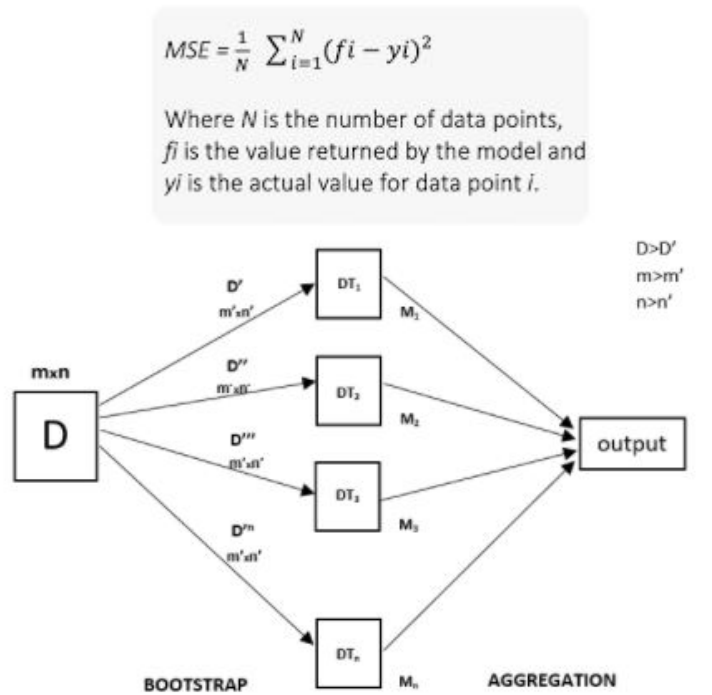 MSE = 1/N ∑ᴺᵢ₌₁(fi − yi)²
Where N is the number of data points,
fi is the value returned by the model and
yi is the actual value for data point i.
D>D'
m>m'
n>n'
D'
m'ₓn'
DT₁
M₁
mxn
D
D''
m'ₓn'
DT₂
M₂
D'''
m'ₓn'
DT₃
M₃
output
D'ⁿ
m'ₓn'
DTₙ
Mₙ
BOOTSTRAP
AGGREGATION